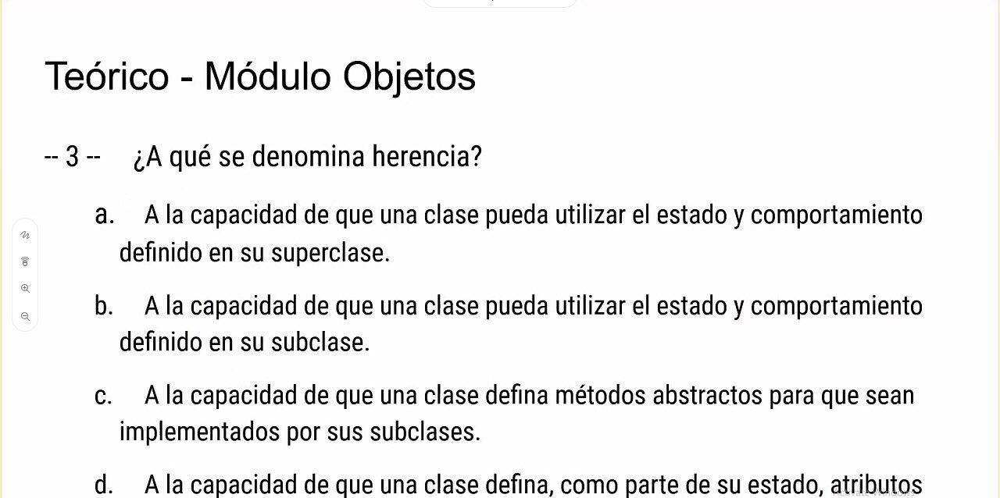 Teórico - Módulo Objetos
-- 3 -- ¿A qué se denomina herencia?
a. A la capacidad de que una clase pueda utilizar el estado y comportamiento
definido en su superclase.
b. A la capacidad de que una clase pueda utilizar el estado y comportamiento
definido en su subclase.
c. A la capacidad de que una clase defina métodos abstractos para que sean
implementados por sus subclases.
d. A la capacidad de que una clase defina, como parte de su estado, atributos